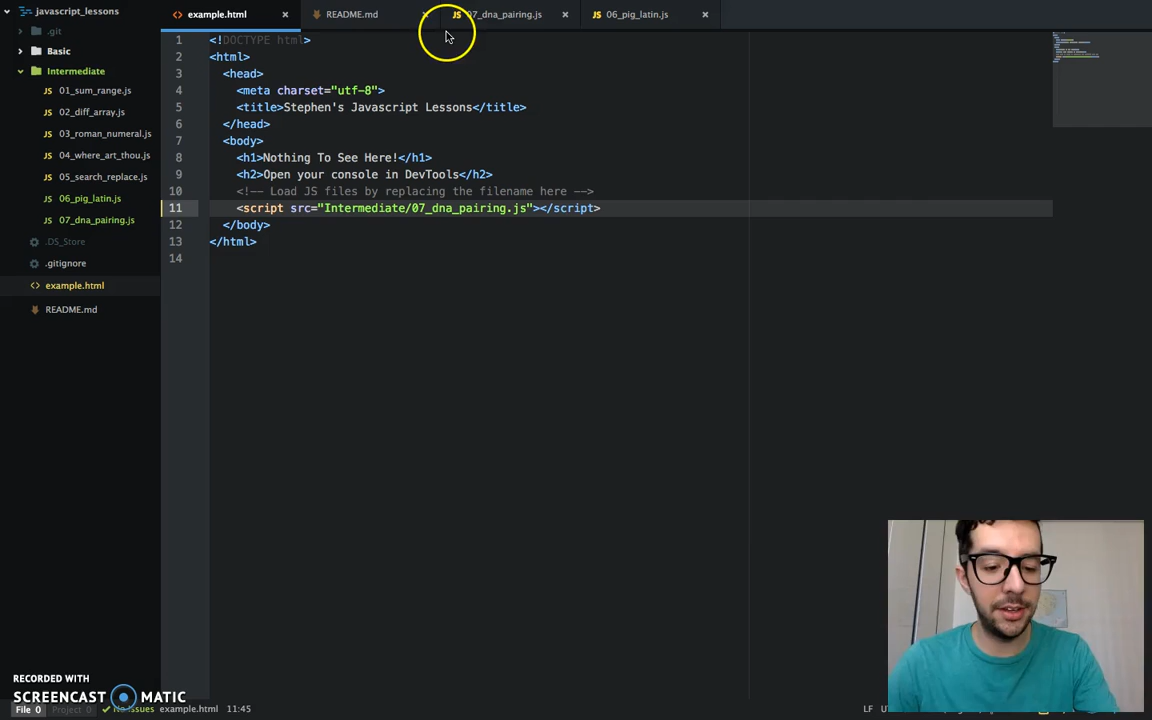 javascript_lessons
example.html
README.md
07_dna_pairing.js
06_pig_latin.js
.git
Basic
Intermediate
01_sum_range.js
02_diff_array.js
03_roman_numeral.js
04_where_art_thou.js
05_search_replace.js
06_pig_latin.js
07_dna_pairing.js
.DS_Store
.gitignore
example.html
README.md
1 <!DOCTYPE html>
2 <html>
3 <head>
4 <meta charset="utf-8">
5 <title>Stephen's Javascript Lessons</title>
6 </head>
7 <body>
8 <h1>Nothing To See Here!</h1>
9 <h2>Open your console in DevTools</h2>
10 <!-- Load JS files by replacing the filename here -->
11 <script src="Intermediate/07_dna_pairing.js"></script>
12 </body>
13 </html>
14
RECORDED WITH
SCREENCAST MATIC
File 0 Project 0 No Issues example.html 11:45
LF